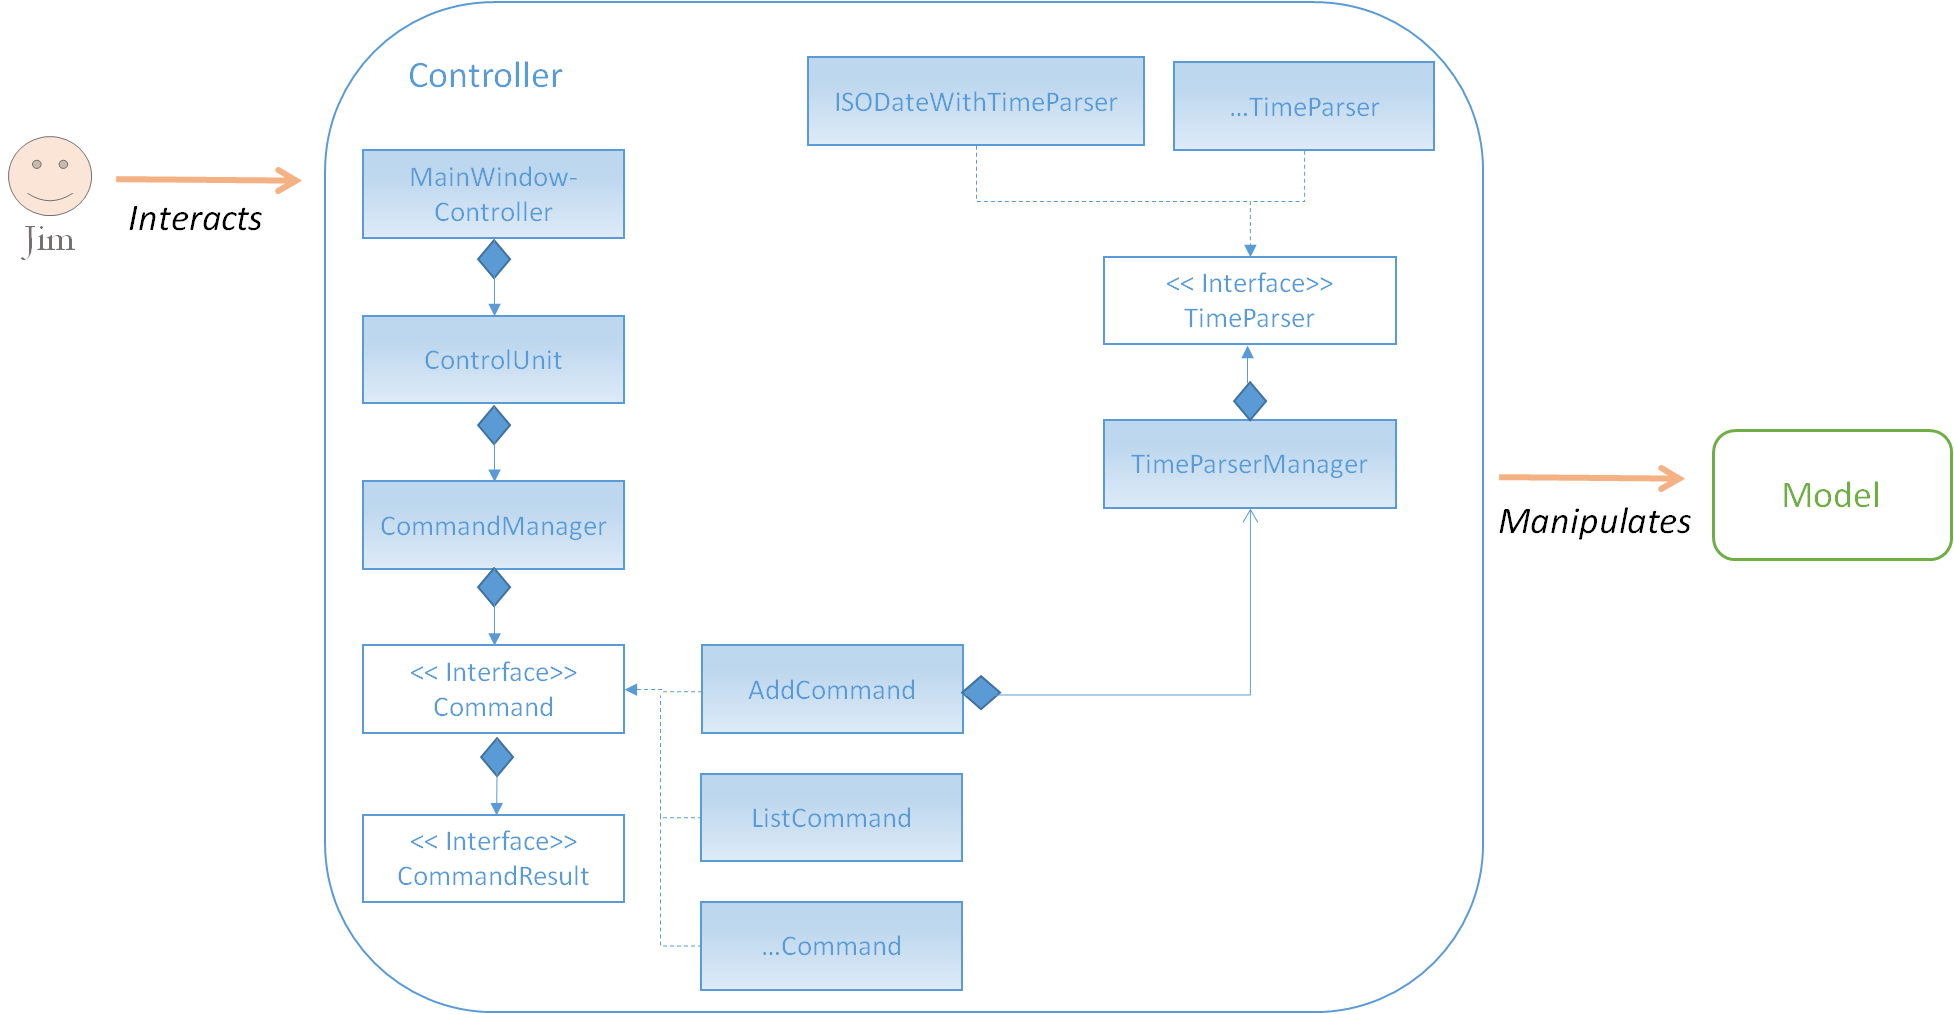 Controller
ISODateWithTimeParser
...TimeParser
MainWindow-
Controller
Interacts
Jim
<< Interface>>
TimeParser
ControlUnit
TimeParserManager
Model
Manipulates
CommandManager
<< Interface>>
Command
AddCommand
ListCommand
<< Interface>>
CommandResult
...Command